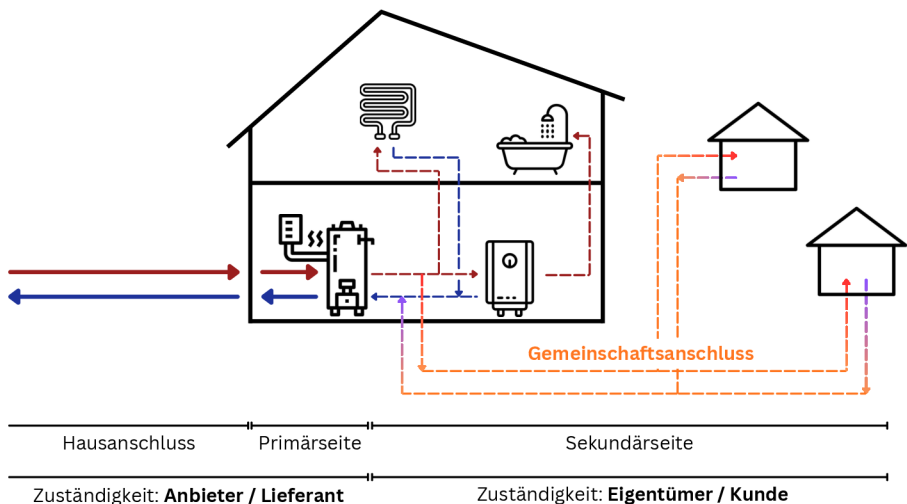 Gemeinschaftsanschluss
Hausanschluss
Primärseite
Sekundärseite
Zuständigkeit: Anbieter / Lieferant
Zuständigkeit: Eigentümer / Kunde